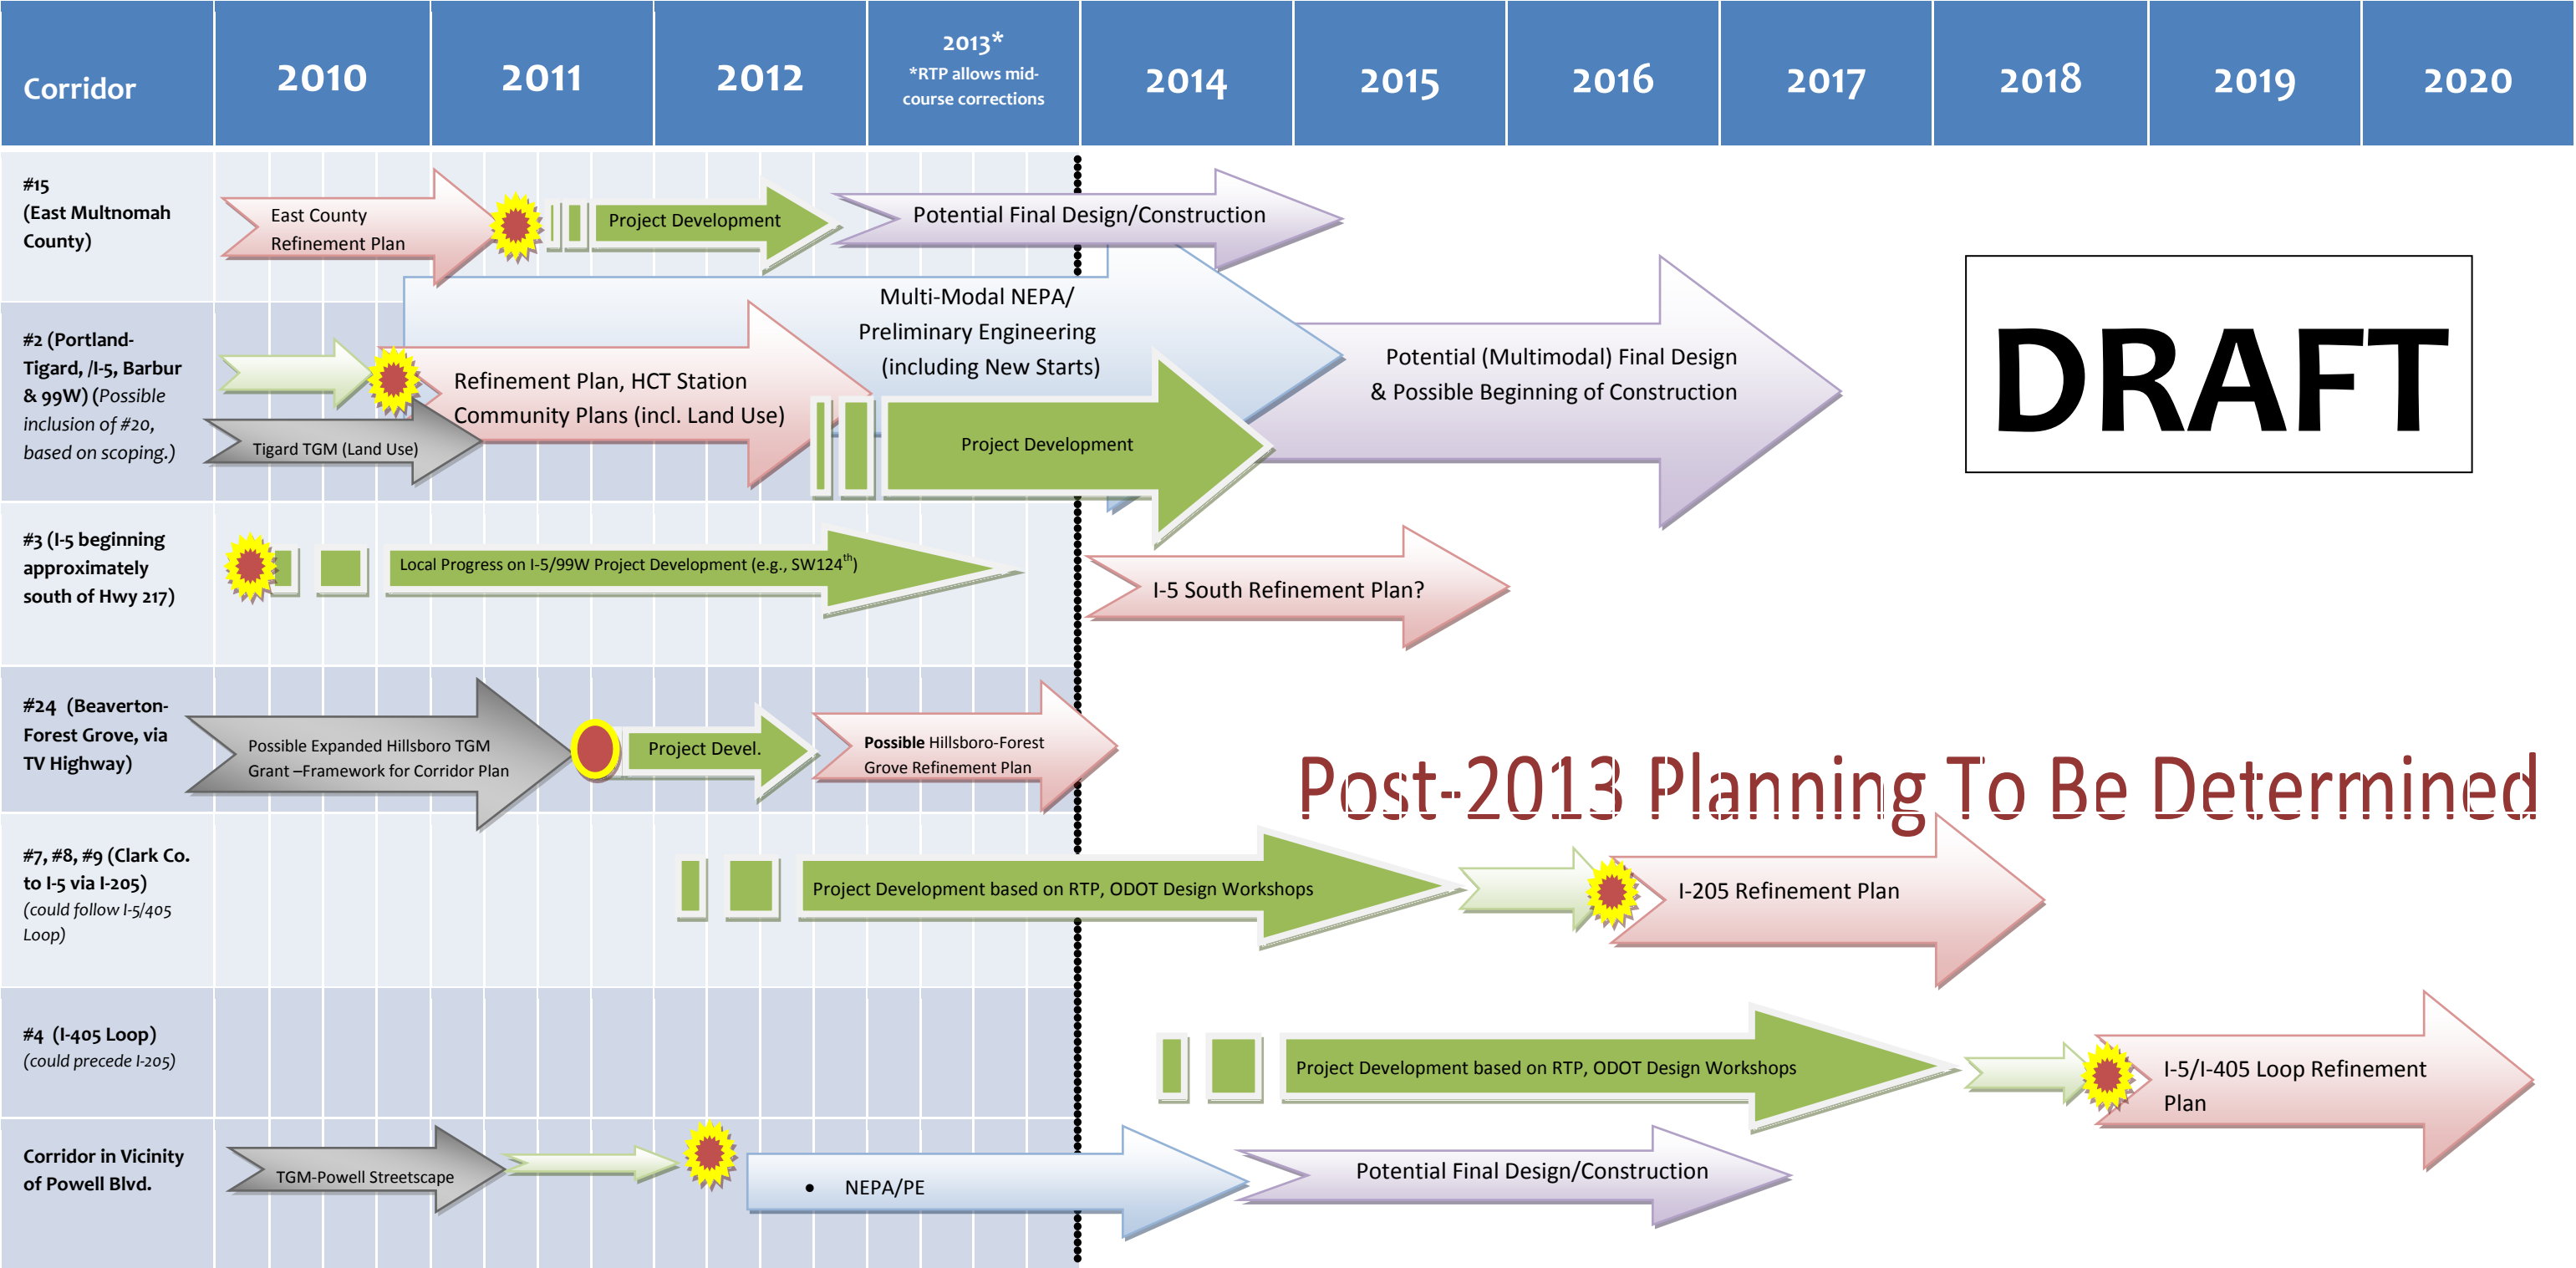 Corridor
2010
2011
2012
2013*
*RTP allows mid-
course corrections
2014
2015
2016
2017
2018
2019
2020
#15
(East Multnomah
County)
East County
Refinement Plan
Project Development
Potential Final Design/Construction
#2 (Portland-
Tigard, /I-5, Barbur
& 99W) (Possible
inclusion of #20,
based on scoping.)
Tigard TGM (Land Use)
Refinement Plan, HCT Station
Community Plans (incl. Land Use)
Multi-Modal NEPA/
Preliminary Engineering
(including New Starts)
Project Development
Potential (Multimodal) Final Design
& Possible Beginning of Construction
DRAFT
#3 (I-5 beginning
approximately
south of Hwy 217)
Local Progress on I-5/99W Project Development (e.g., SW124th)
I-5 South Refinement Plan?
#24 (Beaverton-
Forest Grove, via
TV Highway)
Possible Expanded Hillsboro TGM
Grant –Framework for Corridor Plan
Project Devel.
Possible Hillsboro-Forest
Grove Refinement Plan
Post-2013 Planning To Be Determined
#7, #8, #9 (Clark Co.
to I-5 via I-205)
(could follow I-5/405
Loop)
Project Development based on RTP, ODOT Design Workshops
I-205 Refinement Plan
#4 (I-405 Loop)
(could precede I-205)
Project Development based on RTP, ODOT Design Workshops
I-5/I-405 Loop Refinement
Plan
Corridor in Vicinity
of Powell Blvd.
TGM-Powell Streetscape
• NEPA/PE
Potential Final Design/Construction